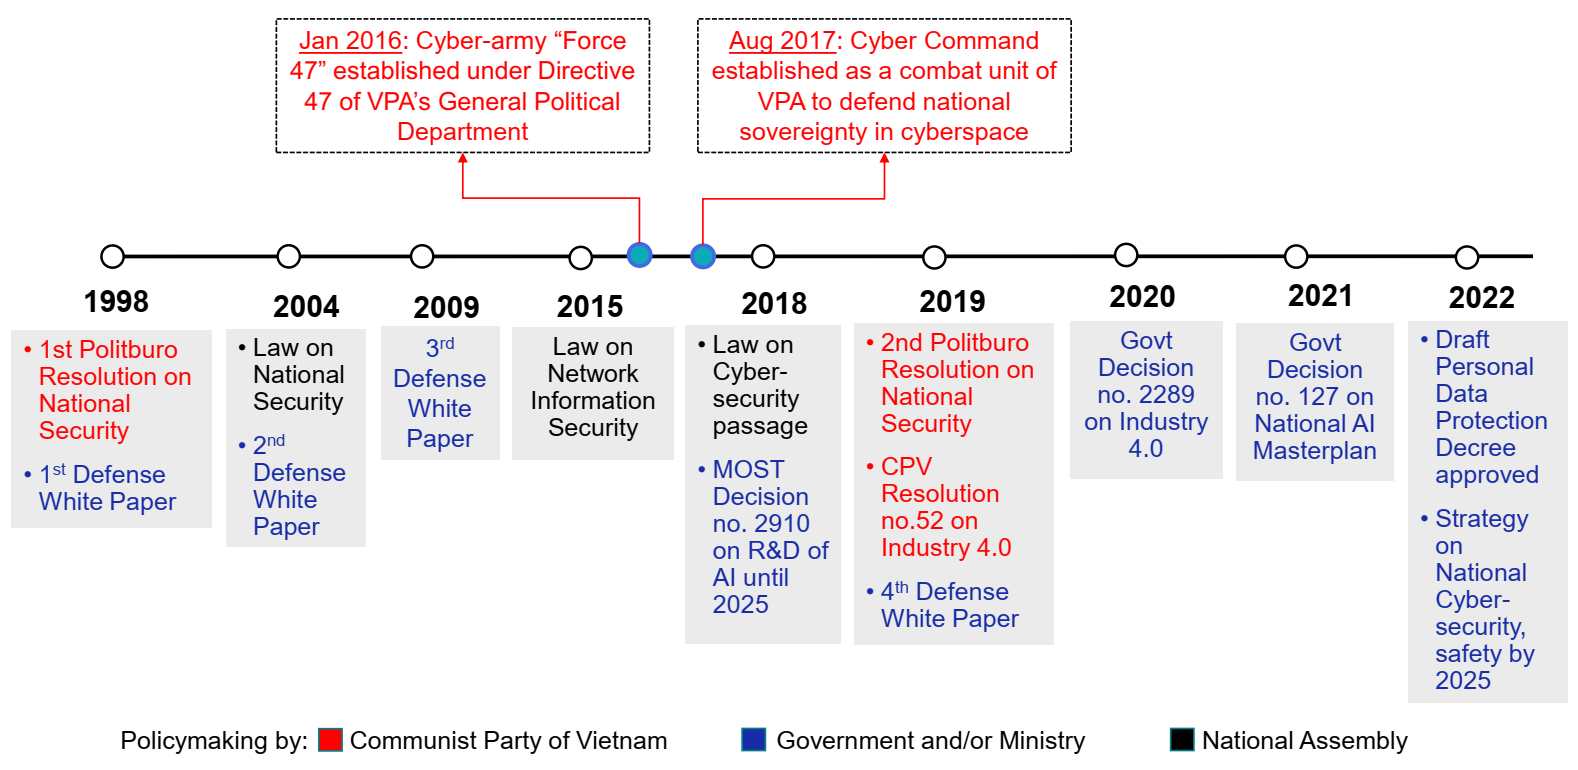 Jan 2016: Cyber-army “Force
47” established under Directive
47 of VPA’s General Political
Department
Aug 2017: Cyber Command
established as a combat unit of
VPA to defend national
sovereignty in cyberspace
1998
• 1st Politburo
Resolution on
National
Security
• 1st Defense
White Paper
2004
• Law on
National
Security
• 2nd
Defense
White
Paper
2009
3rd
Defense
White
Paper
2015
Law on
Network
Information
Security
2018
• Law on
Cyber-
security
passage
• MOST
Decision
no. 2910
on R&D of
AI until
2025
2019
• 2nd Politburo
Resolution on
National
Security
• CPV
Resolution
no.52 on
Industry 4.0
• 4th Defense
White Paper
2020
Govt
Decision
no. 2289
on Industry
4.0
2021
Govt
Decision
no. 127 on
National AI
Masterplan
2022
• Draft
Personal
Data
Protection
Decree
approved
• Strategy
on
National
Cyber-
security,
safety by
2025
Policymaking by: Communist Party of Vietnam Government and/or Ministry National Assembly